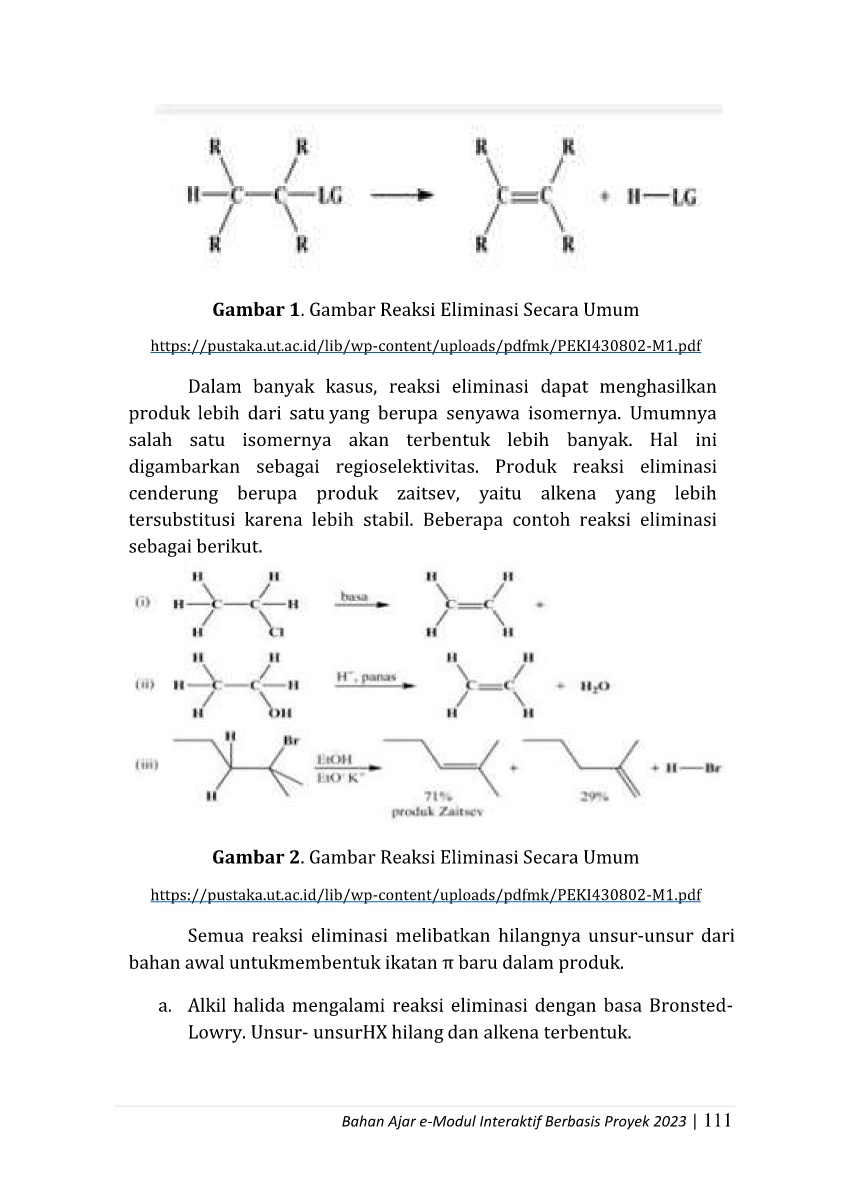 R R R R
H—C—C—LG → C=C + H—LG
R R R R
Gambar 1. Gambar Reaksi Eliminasi Secara Umum
https://pustaka.ut.ac.id/lib/wp-content/uploads/pdfmk/PEKI430802-M1.pdf
Dalam banyak kasus, reaksi eliminasi dapat menghasilkan
produk lebih dari satu yang berupa senyawa isomernya. Umumnya
salah satu isomernya akan terbentuk lebih banyak. Hal ini
digambarkan sebagai regioselektivitas. Produk reaksi eliminasi
cenderung berupa produk zaitsev, yaitu alkena yang lebih
tersubstitusi karena lebih stabil. Beberapa contoh reaksi eliminasi
sebagai berikut.
H H H H
(i) H—C—C—H basa C=C +
H Cl H H
H H H H
(ii) H—C—C—H , panas C=C + H₂O
H OH H H
H Br
(iii) EtOH + + H—Br
EtO⁻K⁺
H 71% 29%
produk Zaitsev
Gambar 2. Gambar Reaksi Eliminasi Secara Umum
https://pustaka.ut.ac.id/lib/wp-content/uploads/pdfmk/PEKI430802-M1.pdf
Semua reaksi eliminasi melibatkan hilangnya unsur-unsur dari
bahan awal untukmembentuk ikatan π baru dalam produk.
a. Alkil halida mengalami reaksi eliminasi dengan basa Bronsted-
Lowry. Unsur- unsurHX hilang dan alkena terbentuk.
Bahan Ajar e-Modul Interaktif Berbasis Proyek 2023 | 111